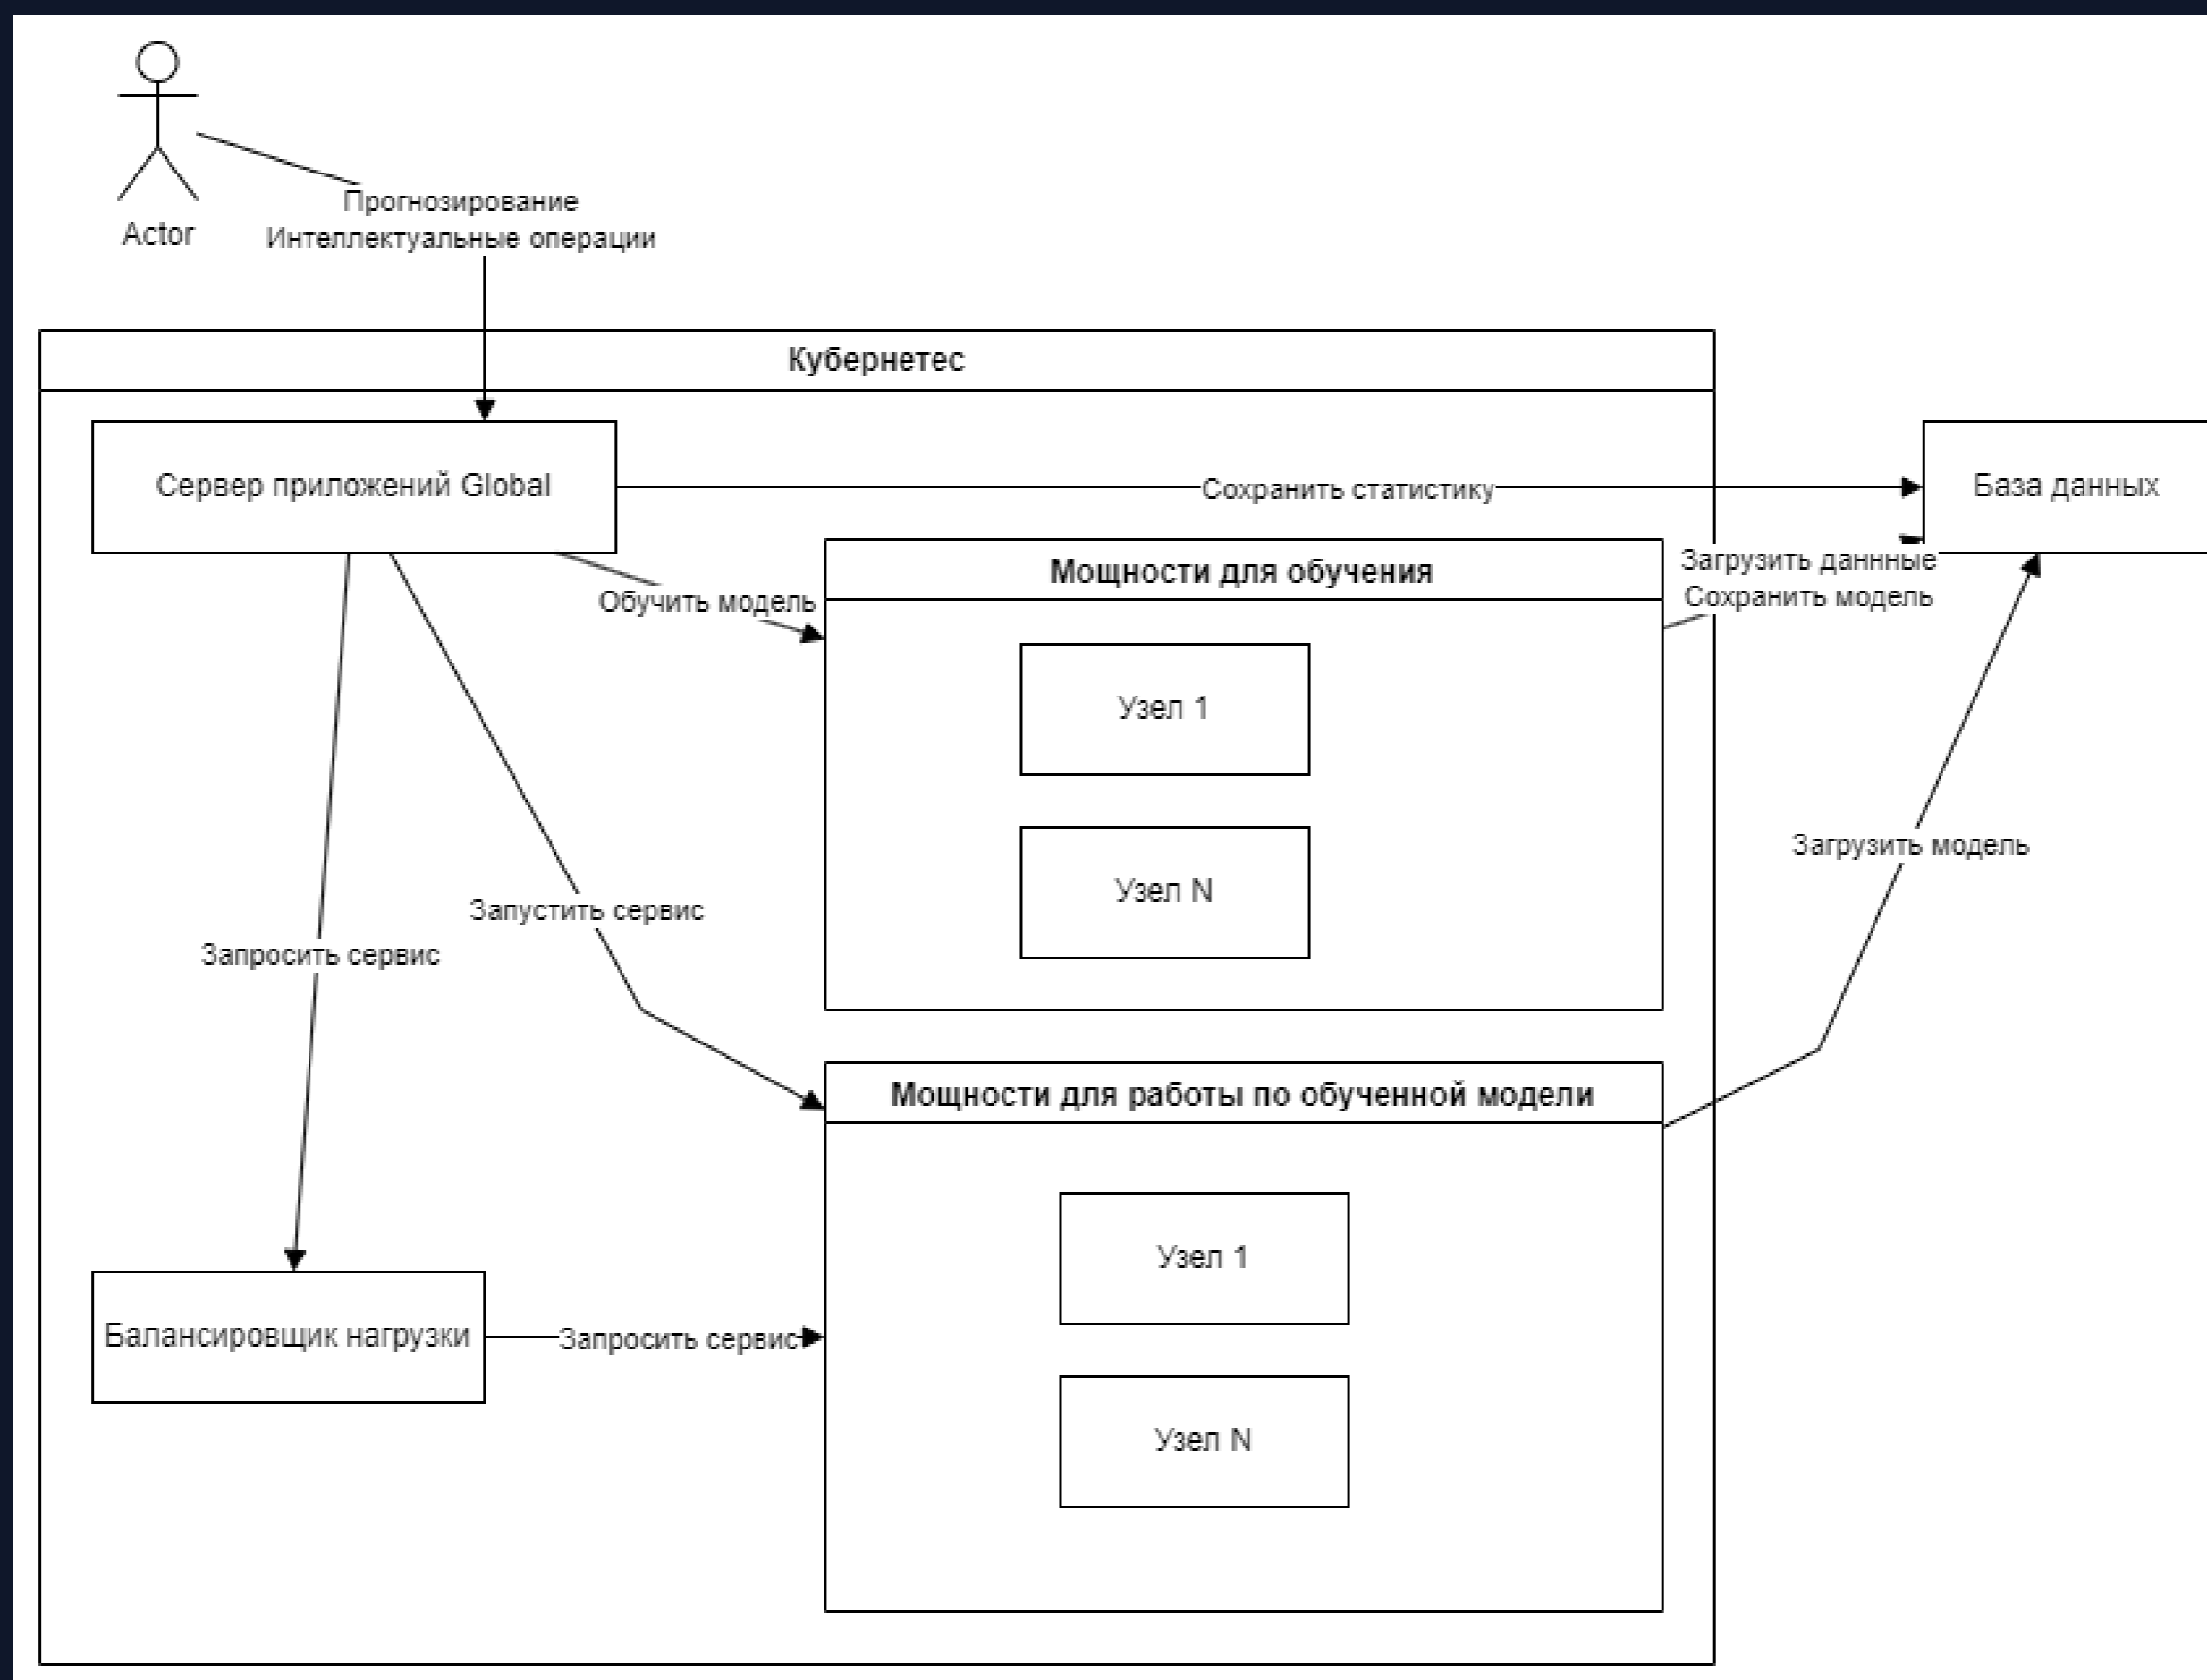 Actor
Прогнозирование
Интеллектуальные операции
Кубернетес
Сервер приложений Global
Сохранить статистику
База данных
Загрузить даннные
Сохранить модель
Мощности для обучения
Обучить модель
Узел 1
Узел N
Загрузить модель
Запустить сервис
Запросить сервис
Мощности для работы по обученной модели
Узел 1
Балансировщик нагрузки
Запросить сервис
Узел N